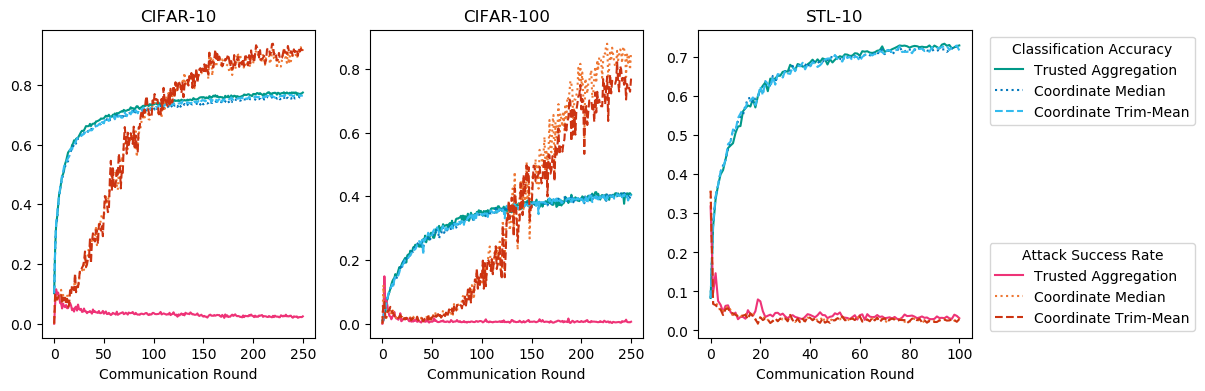 CIFAR-10
0.0
0.2
0.4
0.6
0.8
0
50
100
150
200
250
Communication Round
CIFAR-100
0.0
0.2
0.4
0.6
0.8
0
50
100
150
200
250
Communication Round
STL-10
0.0
0.1
0.2
0.3
0.4
0.5
0.6
0.7
0
20
40
60
80
100
Communication Round
Classification Accuracy
Trusted Aggregation
Coordinate Median
Coordinate Trim-Mean
Attack Success Rate
Trusted Aggregation
Coordinate Median
Coordinate Trim-Mean